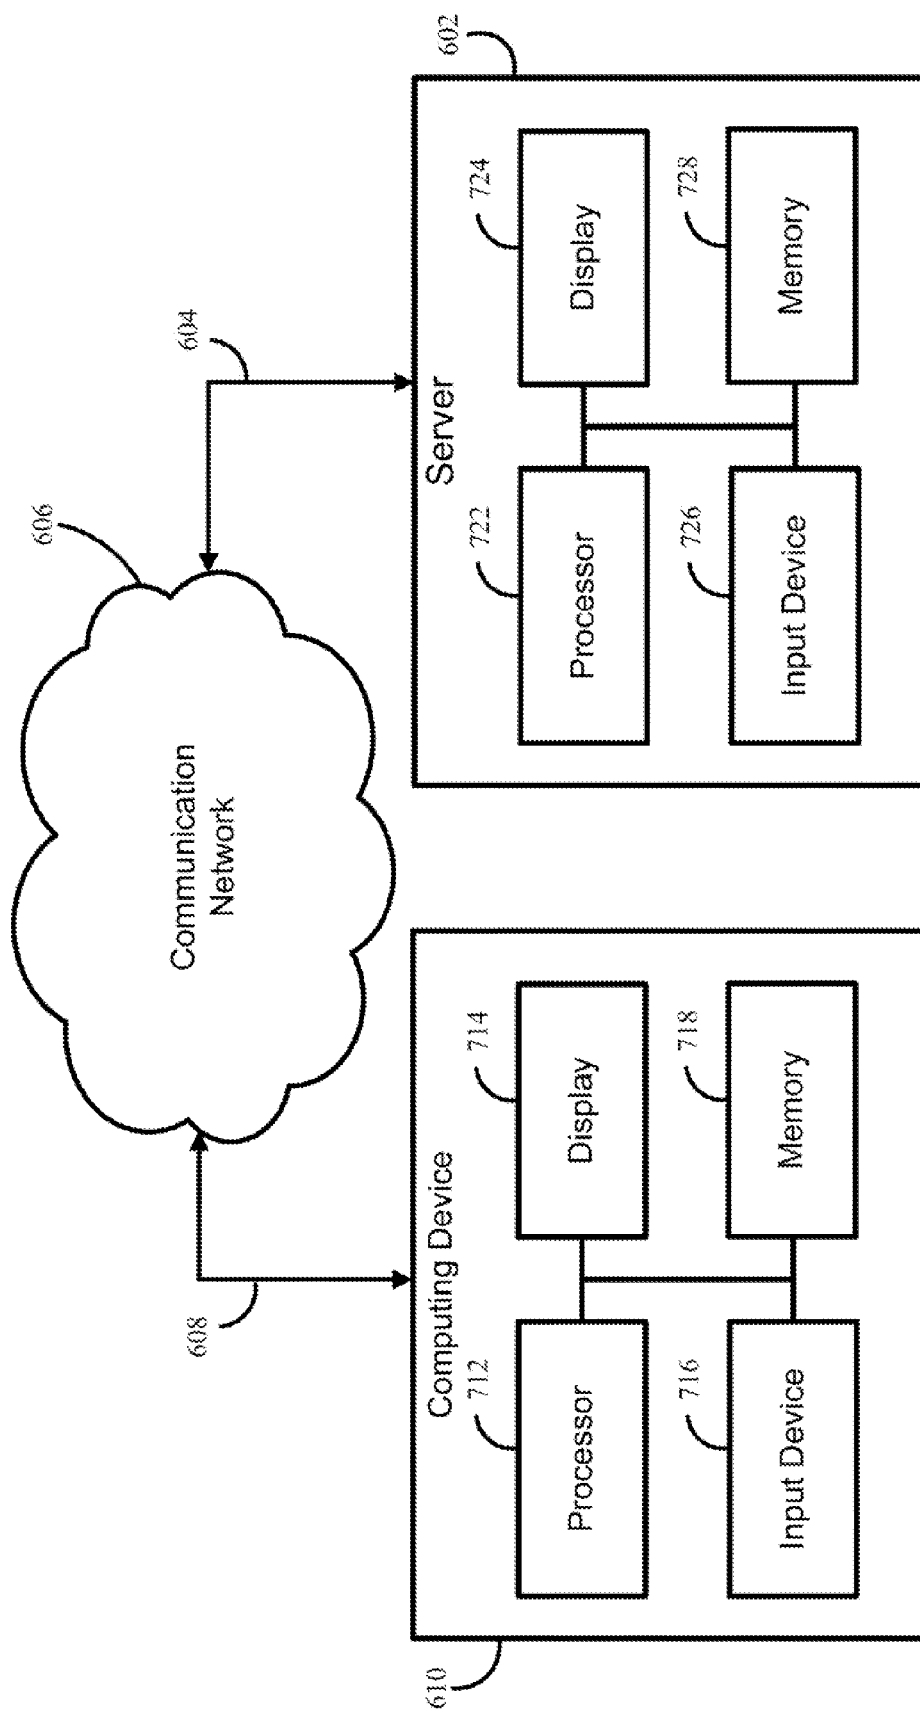 606
Communication
Network
608
604
610
Computing Device
712
Processor
714
Display
716
Input Device
718
Memory
602
Server
722
Processor
724
Display
726
Input Device
728
Memory